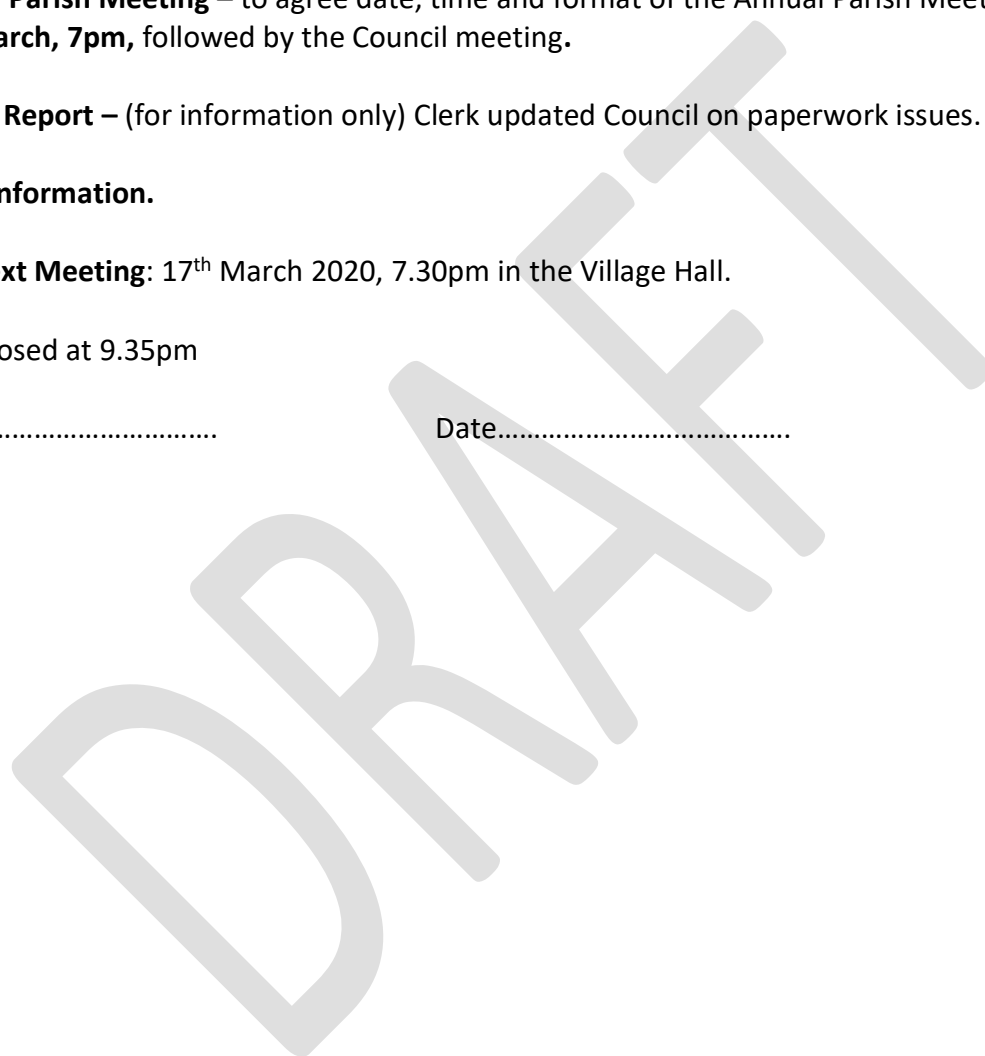 Parish Meeting – to agree date, time and format of the Annual Parish Meet
arch, 7pm, followed by the Council meeting.
Report – (for information only) Clerk updated Council on paperwork issues.
nformation.
xt Meeting: 17th March 2020, 7.30pm in the Village Hall.
osed at 9.35pm
……………………………. Date………………………………….
DRAFT